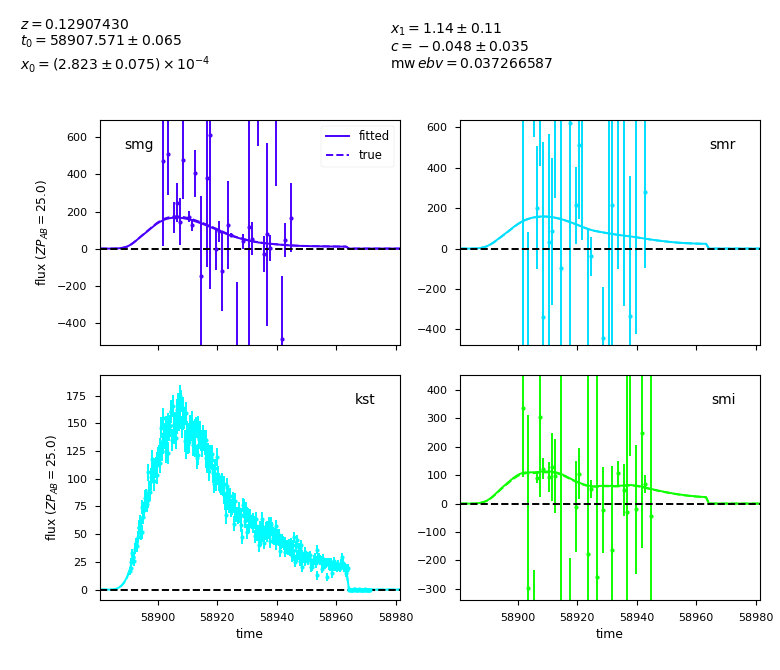 z = 0.12907430
t₀ = 58907.571 ± 0.065
x₀ = (2.823 ± 0.075) × 10⁻⁴
x₁ = 1.14 ± 0.11
c = −0.048 ± 0.035
mw ebv = 0.037266587
smg
fitted
true
600
400
200
0
−200
−400
flux (ZP_AB = 25.0)
smr
600
400
200
0
−200
−400
kst
175
150
125
100
75
50
25
0
flux (ZP_AB = 25.0)
58900 58920 58940 58960 58980
time
smi
400
300
200
100
0
−100
−200
−300
58900 58920 58940 58960 58980
time